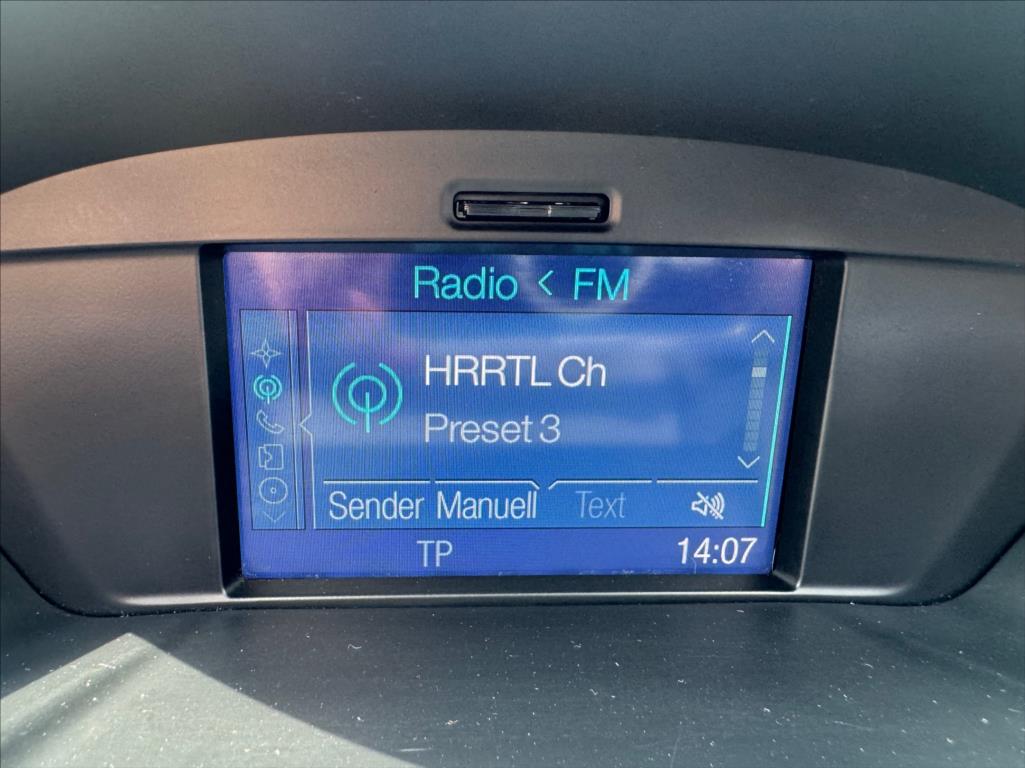 Radio < FM
HRRTL Ch
Preset 3
Sender Manuell Text
TP 14:07